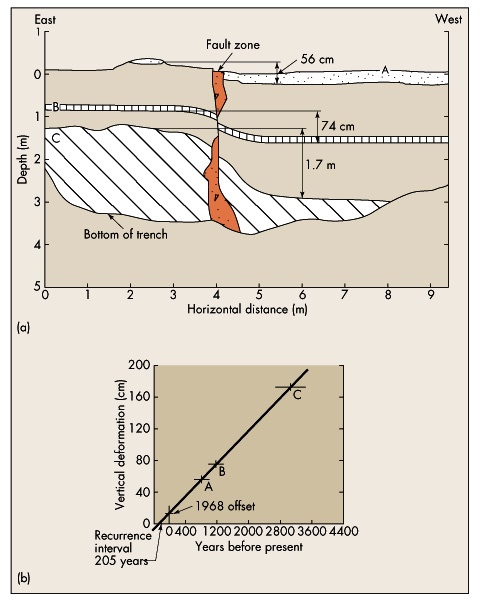 East
West
1
Fault zone
56 cm
0
A
B
1
74 cm
C
Depth (m)
2
1.7 m
?
3
?
Bottom of trench
4
5
0 1 2 3 4 5 6 7 8 9
Horizontal distance (m)
(a)
200
160
120
80
40
0
Vertical deformation (cm)
C
B
A
1968 offset
0 400 1200 2000 2800 3600 4400
Years before present
Recurrence
interval
205 years
(b)